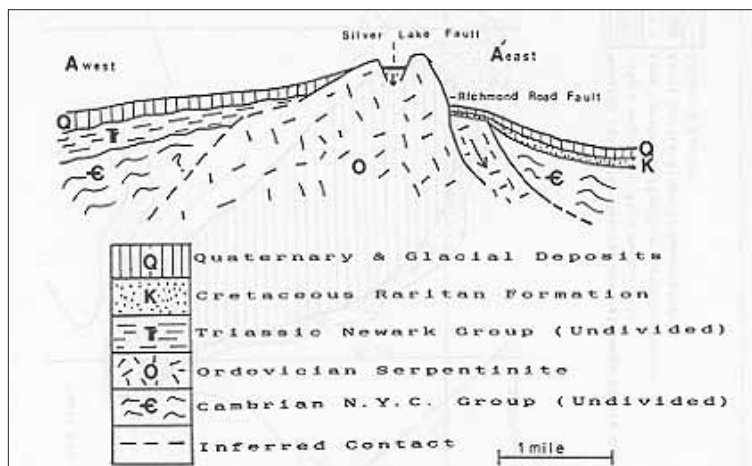 Silver Lake Fault
A west
A' east
Richmond Road Fault
Q
Ŧ
Є
?
O
Є
Q
K
Q Quaternary & Glacial Deposits
K Cretaceous Raritan Formation
Ŧ Triassic Newark Group (Undivided)
O Ordovician Serpentinite
Є Cambrian N.Y.C. Group (Undivided)
Inferred Contact
1 mile